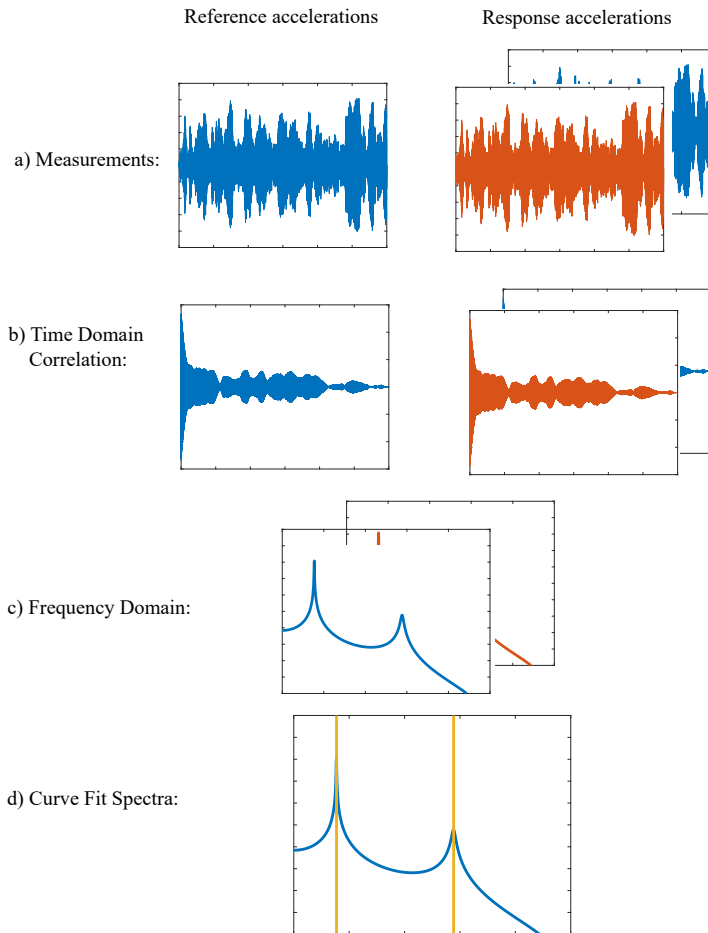 Reference accelerations
Response accelerations
a) Measurements:
b) Time Domain
Correlation:
c) Frequency Domain:
d) Curve Fit Spectra: